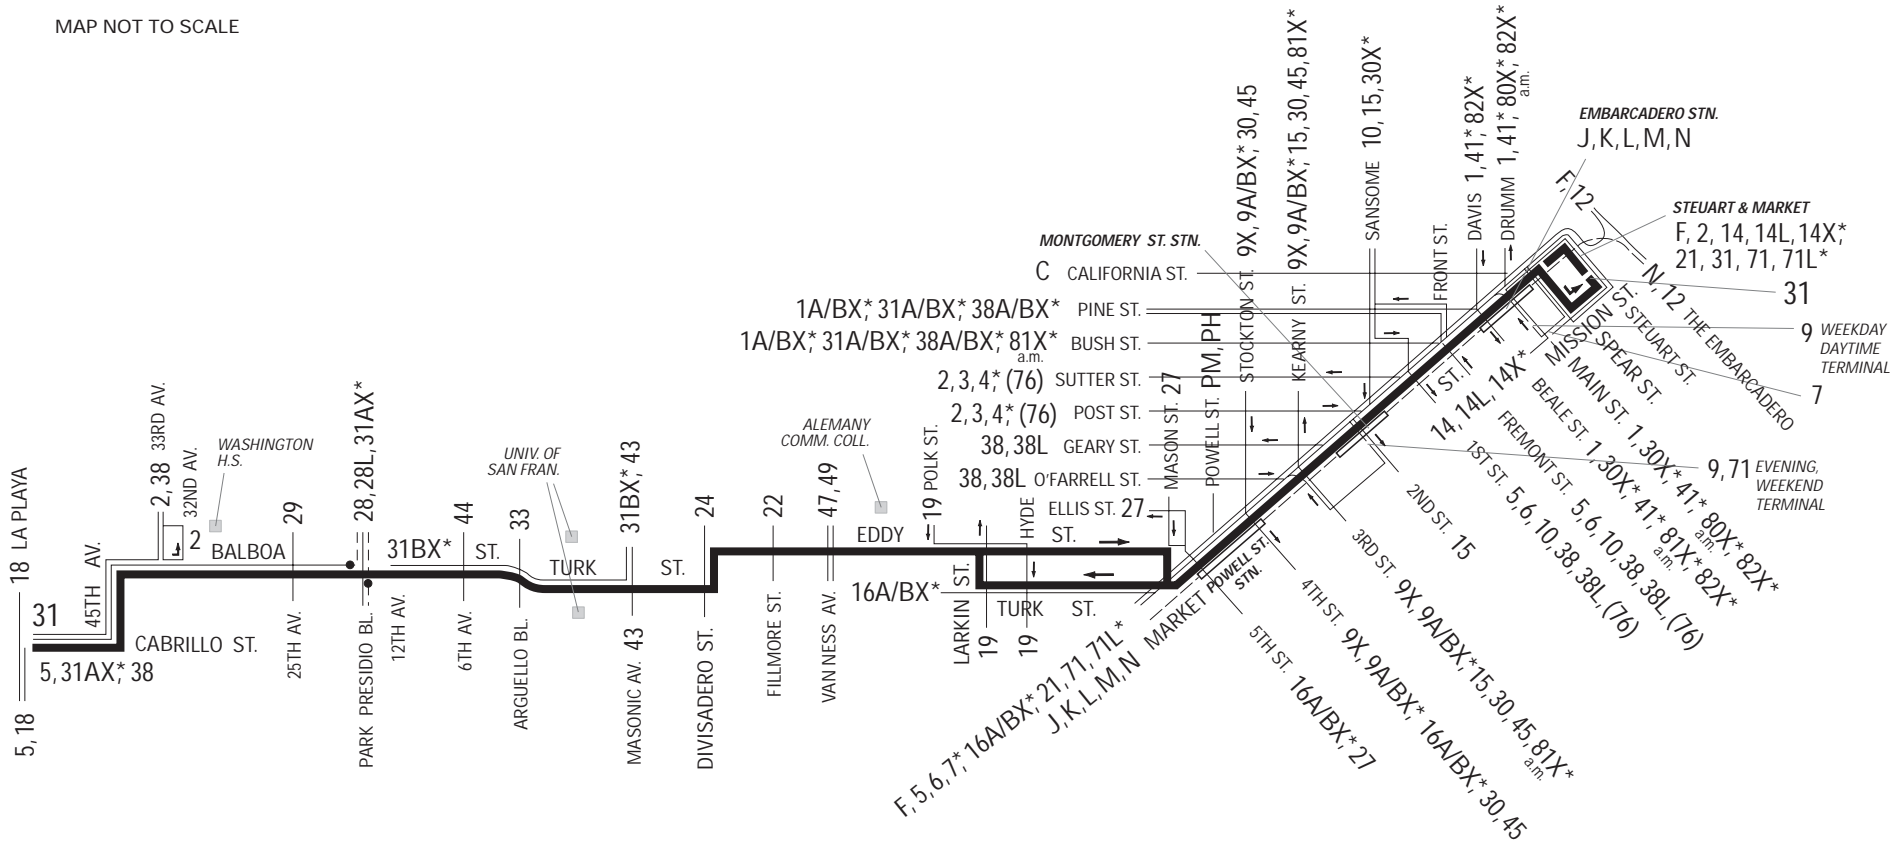 MAP NOT TO SCALE
18 LA PLAYA
31
5, 31AX,* 38
5, 18
45TH AV.
CABRILLO ST.
2, 38 33RD AV.
32ND AV.
2
WASHINGTON
H.S.
BALBOA
29
25TH AV.
28, 28L, 31AX*
PARK PRESIDIO BL.
31BX*
12TH AV.
44
ST.
6TH AV.
33
ARGUELLO BL.
UNIV. OF
SAN FRAN.
TURK
ST.
31BX,* 43
MASONIC AV. 43
24
DIVISADERO ST.
22
FILLMORE ST.
47, 49
VAN NESS AV.
ALEMANY
COMM. COLL.
EDDY
ST.
19 POLK ST.
HYDE
16A/BX*
LARKIN ST.
19
TURK
ST.
19
C CALIFORNIA ST.
1A/BX,* 31A/BX,* 38A/BX* PINE ST.
1A/BX,* 31A/BX,* 38A/BX,* 81X* BUSH ST.
a.m.
2, 3, 4,* (76) SUTTER ST.
2, 3, 4,* (76) POST ST.
38, 38L GEARY ST.
38, 38L O'FARRELL ST.
ELLIS ST. 27
MASON ST. 27
POWELL ST. PM, PH
STOCKTON ST. 9X, 9A/BX,* 30, 45
KEARNY ST. 9X, 9A/BX,* 15, 30, 45, 81X*
SANSOME 10, 15, 30X*
FRONT ST.
DAVIS 1, 41,* 82X*
DRUMM 1, 41,* 80X,* 82X*
a.m.
MONTGOMERY ST. STN.
EMBARCADERO STN.
J, K, L, M, N
F, 12
STEUART & MARKET
F, 2, 14, 14L, 14X,*
21, 31, 71, 71L*
31
N, 12 THE EMBARCADERO
9 WEEKDAY
DAYTIME
TERMINAL
7
9, 71 EVENING,
WEEKEND
TERMINAL
STEUART ST.
SPEAR ST.
MISSION ST.
14, 14L, 14X*
MAIN ST. 1, 30X,* 41,* 80X,* 82X*
a.m.
BEALE ST. 1, 30X,* 41,* 81X,* 82X*
a.m.
FREMONT ST. 5, 6, 10, 38, 38L, (76)
1ST ST. 5, 6, 10, 38, 38L, (76)
2ND ST. 15
3RD ST. 9X, 9A/BX,* 15, 30, 45, 81X*
a.m.
4TH ST. 9X, 9A/BX,* 16A/BX,* 30, 45
5TH ST. 16A/BX,* 27
POWELL ST.
STN.
MARKET
ST.
F, 5, 6, 7,* 16A/BX,* 21, 71, 71L*
J, K, L, M, N